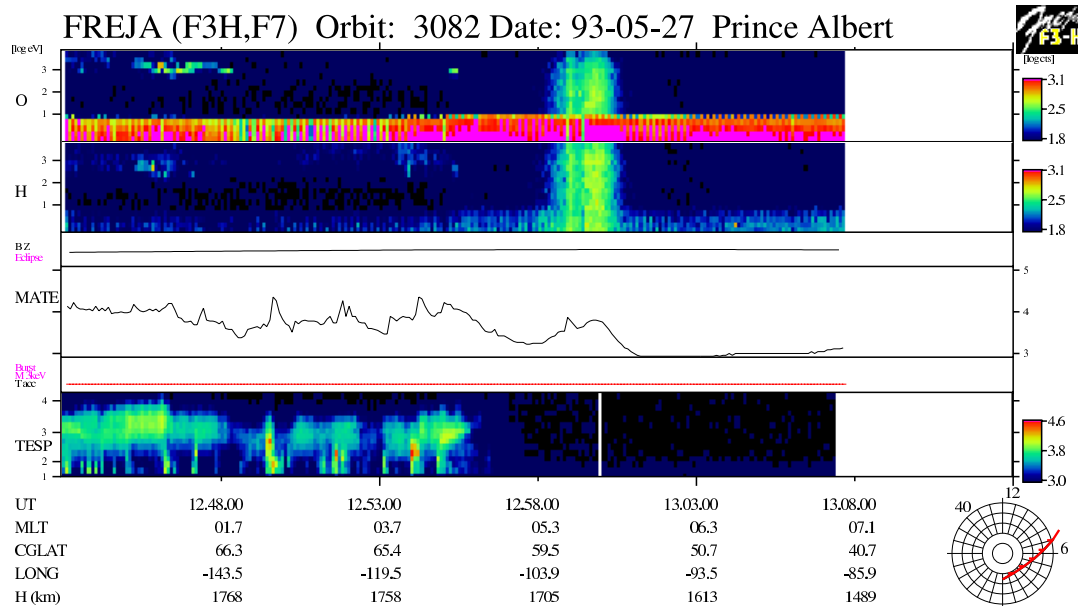 FREJA (F3H,F7)  Orbit:  3082 Date: 93-05-27  Prince Albert
Freja
F3-H
[log eV]
[logcts]
3
2
1
O
3.1
2.5
1.8
3
2
1
H
3.1
2.5
1.8
BZ
Eclipse
MATE
5
4
3
Burst
Tacc
4
3
2
1
TESP
4.6
3.8
3.0
UT 12.48.00 12.53.00 12.58.00 13.03.00 13.08.00
MLT 01.7 03.7 05.3 06.3 07.1
CGLAT 66.3 65.4 59.5 50.7 40.7
LONG -143.5 -119.5 -103.9 -93.5 -85.9
H (km) 1768 1758 1705 1613 1489
12
40
6